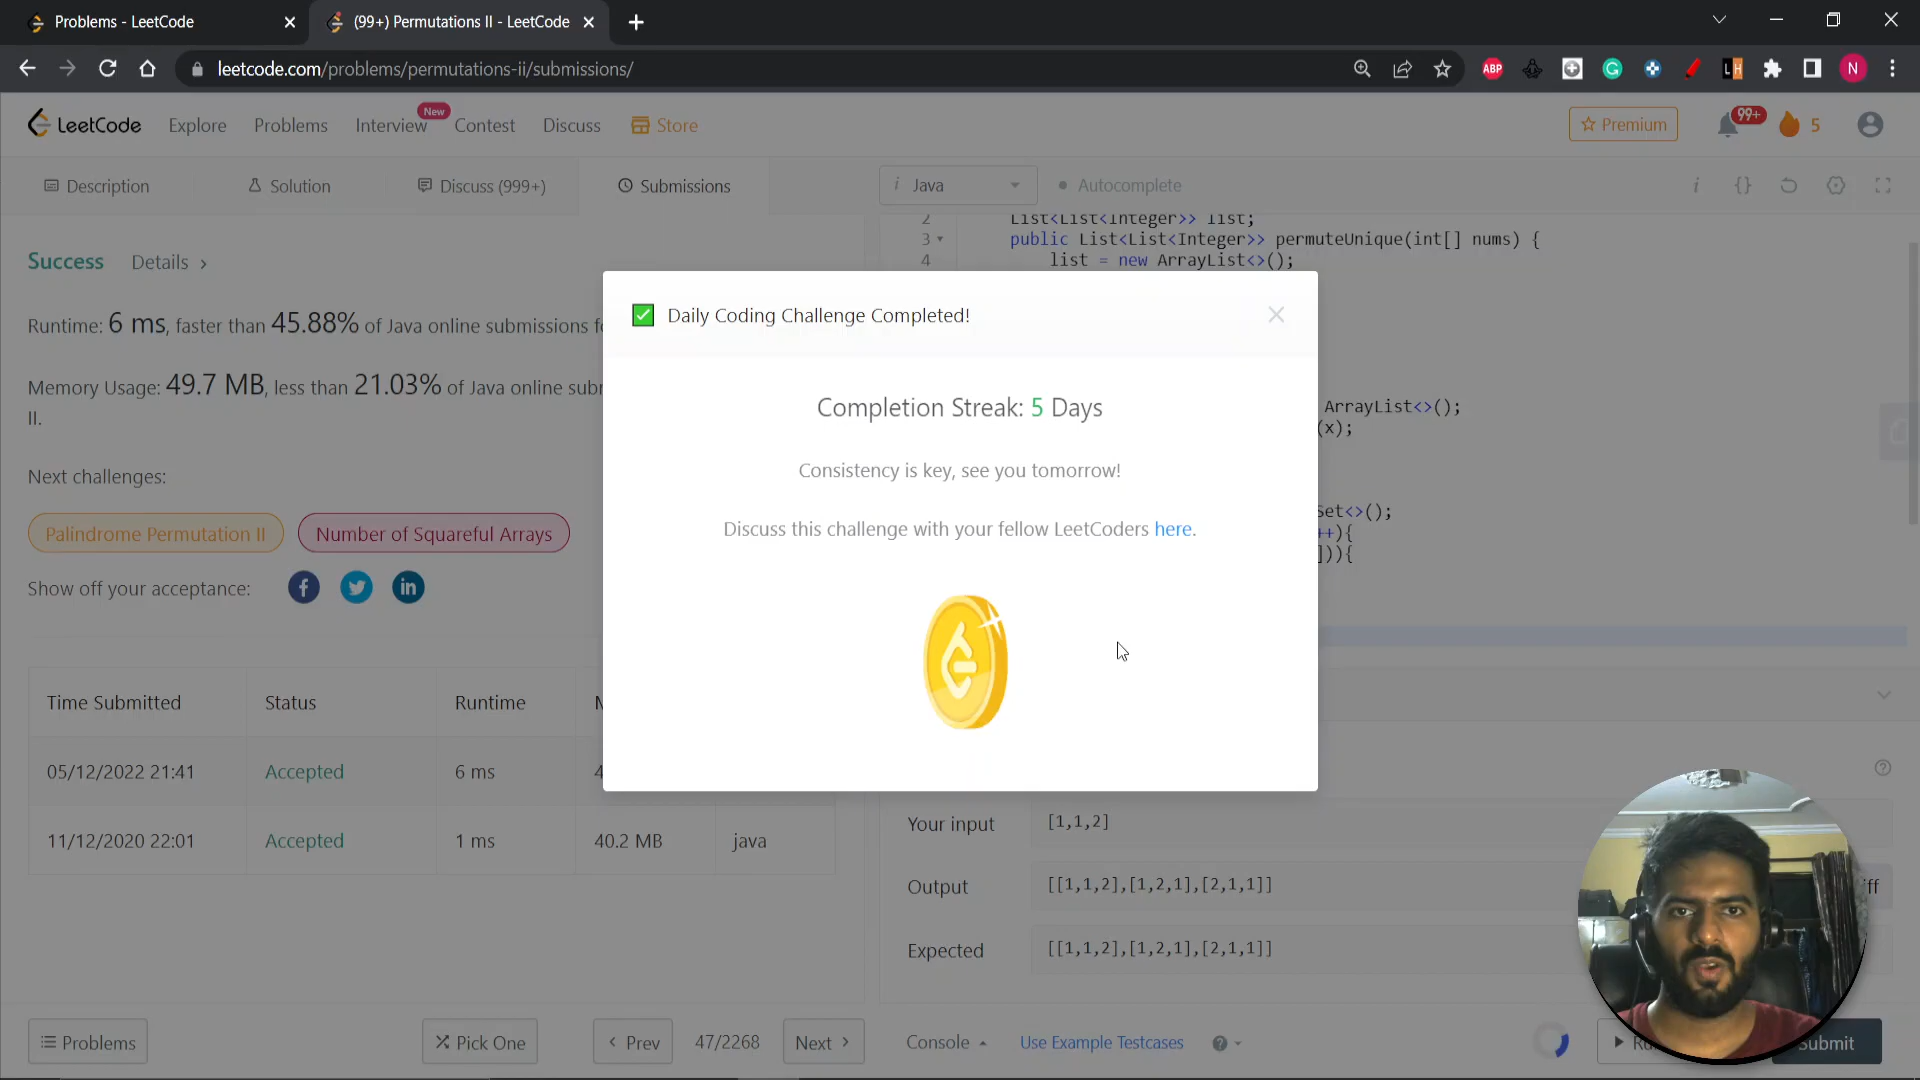 Problems - LeetCode
(99+) Permutations II - LeetCode
leetcode.com/problems/permutations-ii/submissions/
ABP
LH
N
LeetCode
Explore
Problems
Interview
New
Contest
Discuss
Store
Premium
99+
5
Description
Solution
Discuss (999+)
Submissions
i Java
Autocomplete
i
{}
Success
Details
Runtime: 6 ms, faster than 45.88% of Java online submissions
Memory Usage: 49.7 MB, less than 21.03% of Java online
II.
Next challenges:
Palindrome Permutation II
Number of Squareful Arrays
Show off your acceptance:
Time Submitted
Status
Runtime
05/12/2022 21:41
Accepted
6 ms
11/12/2020 22:01
Accepted
1 ms
40.2 MB
java
2 List<List<Integer>> list;
3 public List<List<Integer>> permuteUnique(int[] nums) {
4 list = new ArrayList<>();
ArrayList<>();
(x);
Set<>();
++){
])){
Daily Coding Challenge Completed!
Completion Streak: 5 Days
Consistency is key, see you tomorrow!
Discuss this challenge with your fellow LeetCoders here.
Your input
[1,1,2]
Output
[[1,1,2],[1,2,1],[2,1,1]]
Expected
[[1,1,2],[1,2,1],[2,1,1]]
Problems
Pick One
Prev
47/2268
Next
Console
Use Example Testcases
Submit